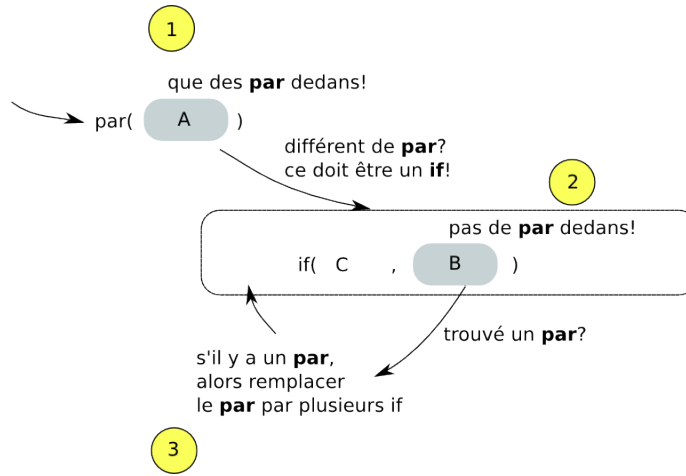 1
que des par dedans!
par( A )
différent de par?
ce doit être un if!
2
pas de par dedans!
if( C , B )
trouvé un par?
s'il y a un par,
alors remplacer
le par par plusieurs if
3